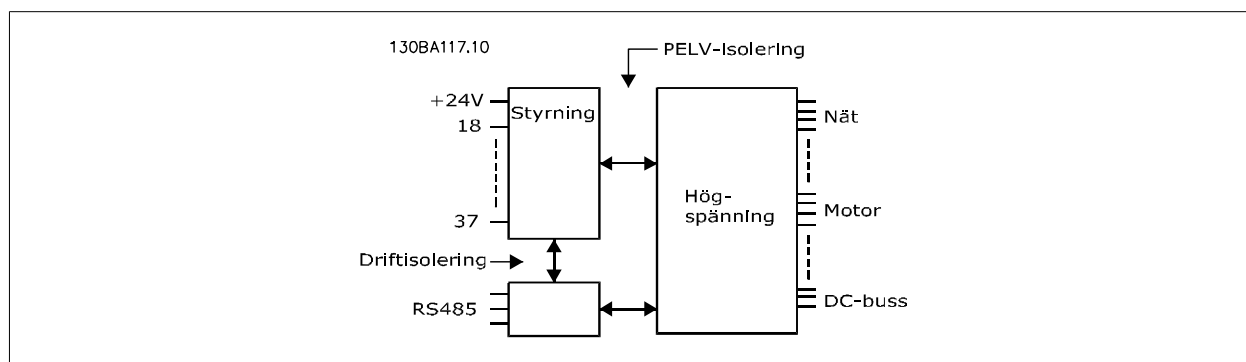 130BA117.10
PELV-isolering
+24V
Styrning
18
Nät
Hög-
spänning
37
Motor
Driftisolering
RS485
DC-buss